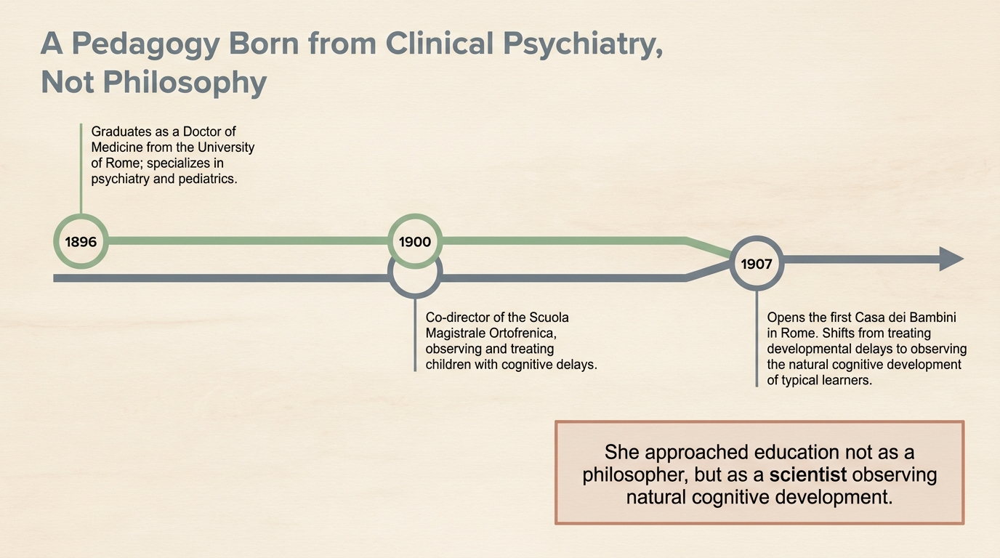 A Pedagogy Born from Clinical Psychiatry,
Not Philosophy
Graduates as a Doctor of
Medicine from the University
of Rome; specializes in
psychiatry and pediatrics.
1896
1900
1907
Co-director of the Scuola
Magistrale Ortofrenica,
observing and treating
children with cognitive delays.
Opens the first Casa dei Bambini
in Rome. Shifts from treating
developmental delays to observing
the natural cognitive development
of typical learners.
She approached education not as a
philosopher, but as a scientist observing
natural cognitive development.